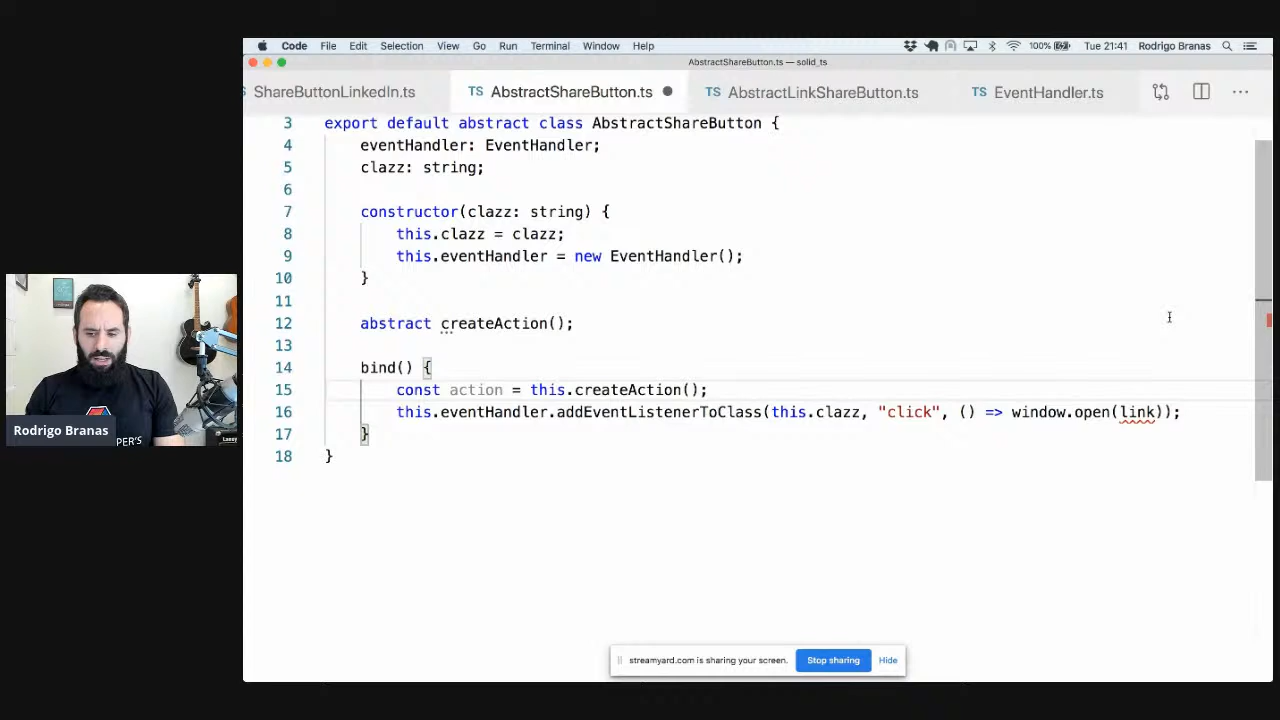 Code File Edit Selection View Go Run Terminal Window Help 100% Tue 21:41 Rodrigo Branas
AbstractShareButton.ts — solid_ts
ShareButtonLinkedIn.ts TS AbstractShareButton.ts TS AbstractLinkShareButton.ts TS EventHandler.ts
3 export default abstract class AbstractShareButton {
4 eventHandler: EventHandler;
5 clazz: string;
6
7 constructor(clazz: string) {
8 this.clazz = clazz;
9 this.eventHandler = new EventHandler();
10 }
11
12 abstract createAction();
13
14 bind() {
15 const action = this.createAction();
16 this.eventHandler.addEventListenerToClass(this.clazz, "click", () => window.open(link));
17 }
18 }
Rodrigo Branas
streamyard.com is sharing your screen. Stop sharing Hide